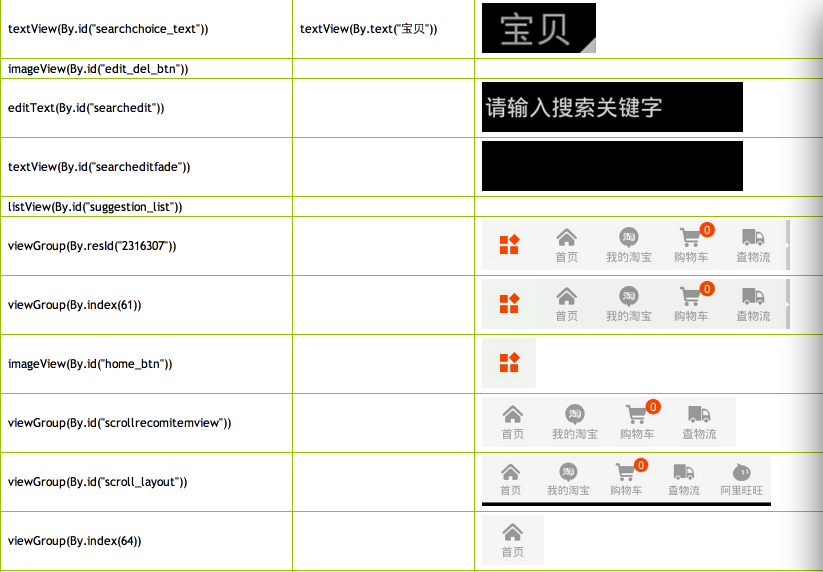 textView(By.id("searchchoice_text")) textView(By.text("宝贝")) 宝贝
imageView(By.id("edit_del_btn"))
editText(By.id("searchedit")) 请输入搜索关键字
textView(By.id("searcheditfade"))
listView(By.id("suggestion_list"))
viewGroup(By.resId("2316307")) 0
首页 我的淘宝 购物车 查物流
viewGroup(By.index(61)) 0
首页 我的淘宝 购物车 查物流
imageView(By.id("home_btn"))
viewGroup(By.id("scrollrecomitemview")) 淘 0
首页 我的淘宝 购物车 查物流
viewGroup(By.id("scroll_layout")) 淘 0
首页 我的淘宝 购物车 查物流 阿里旺旺
viewGroup(By.index(64)) 首页